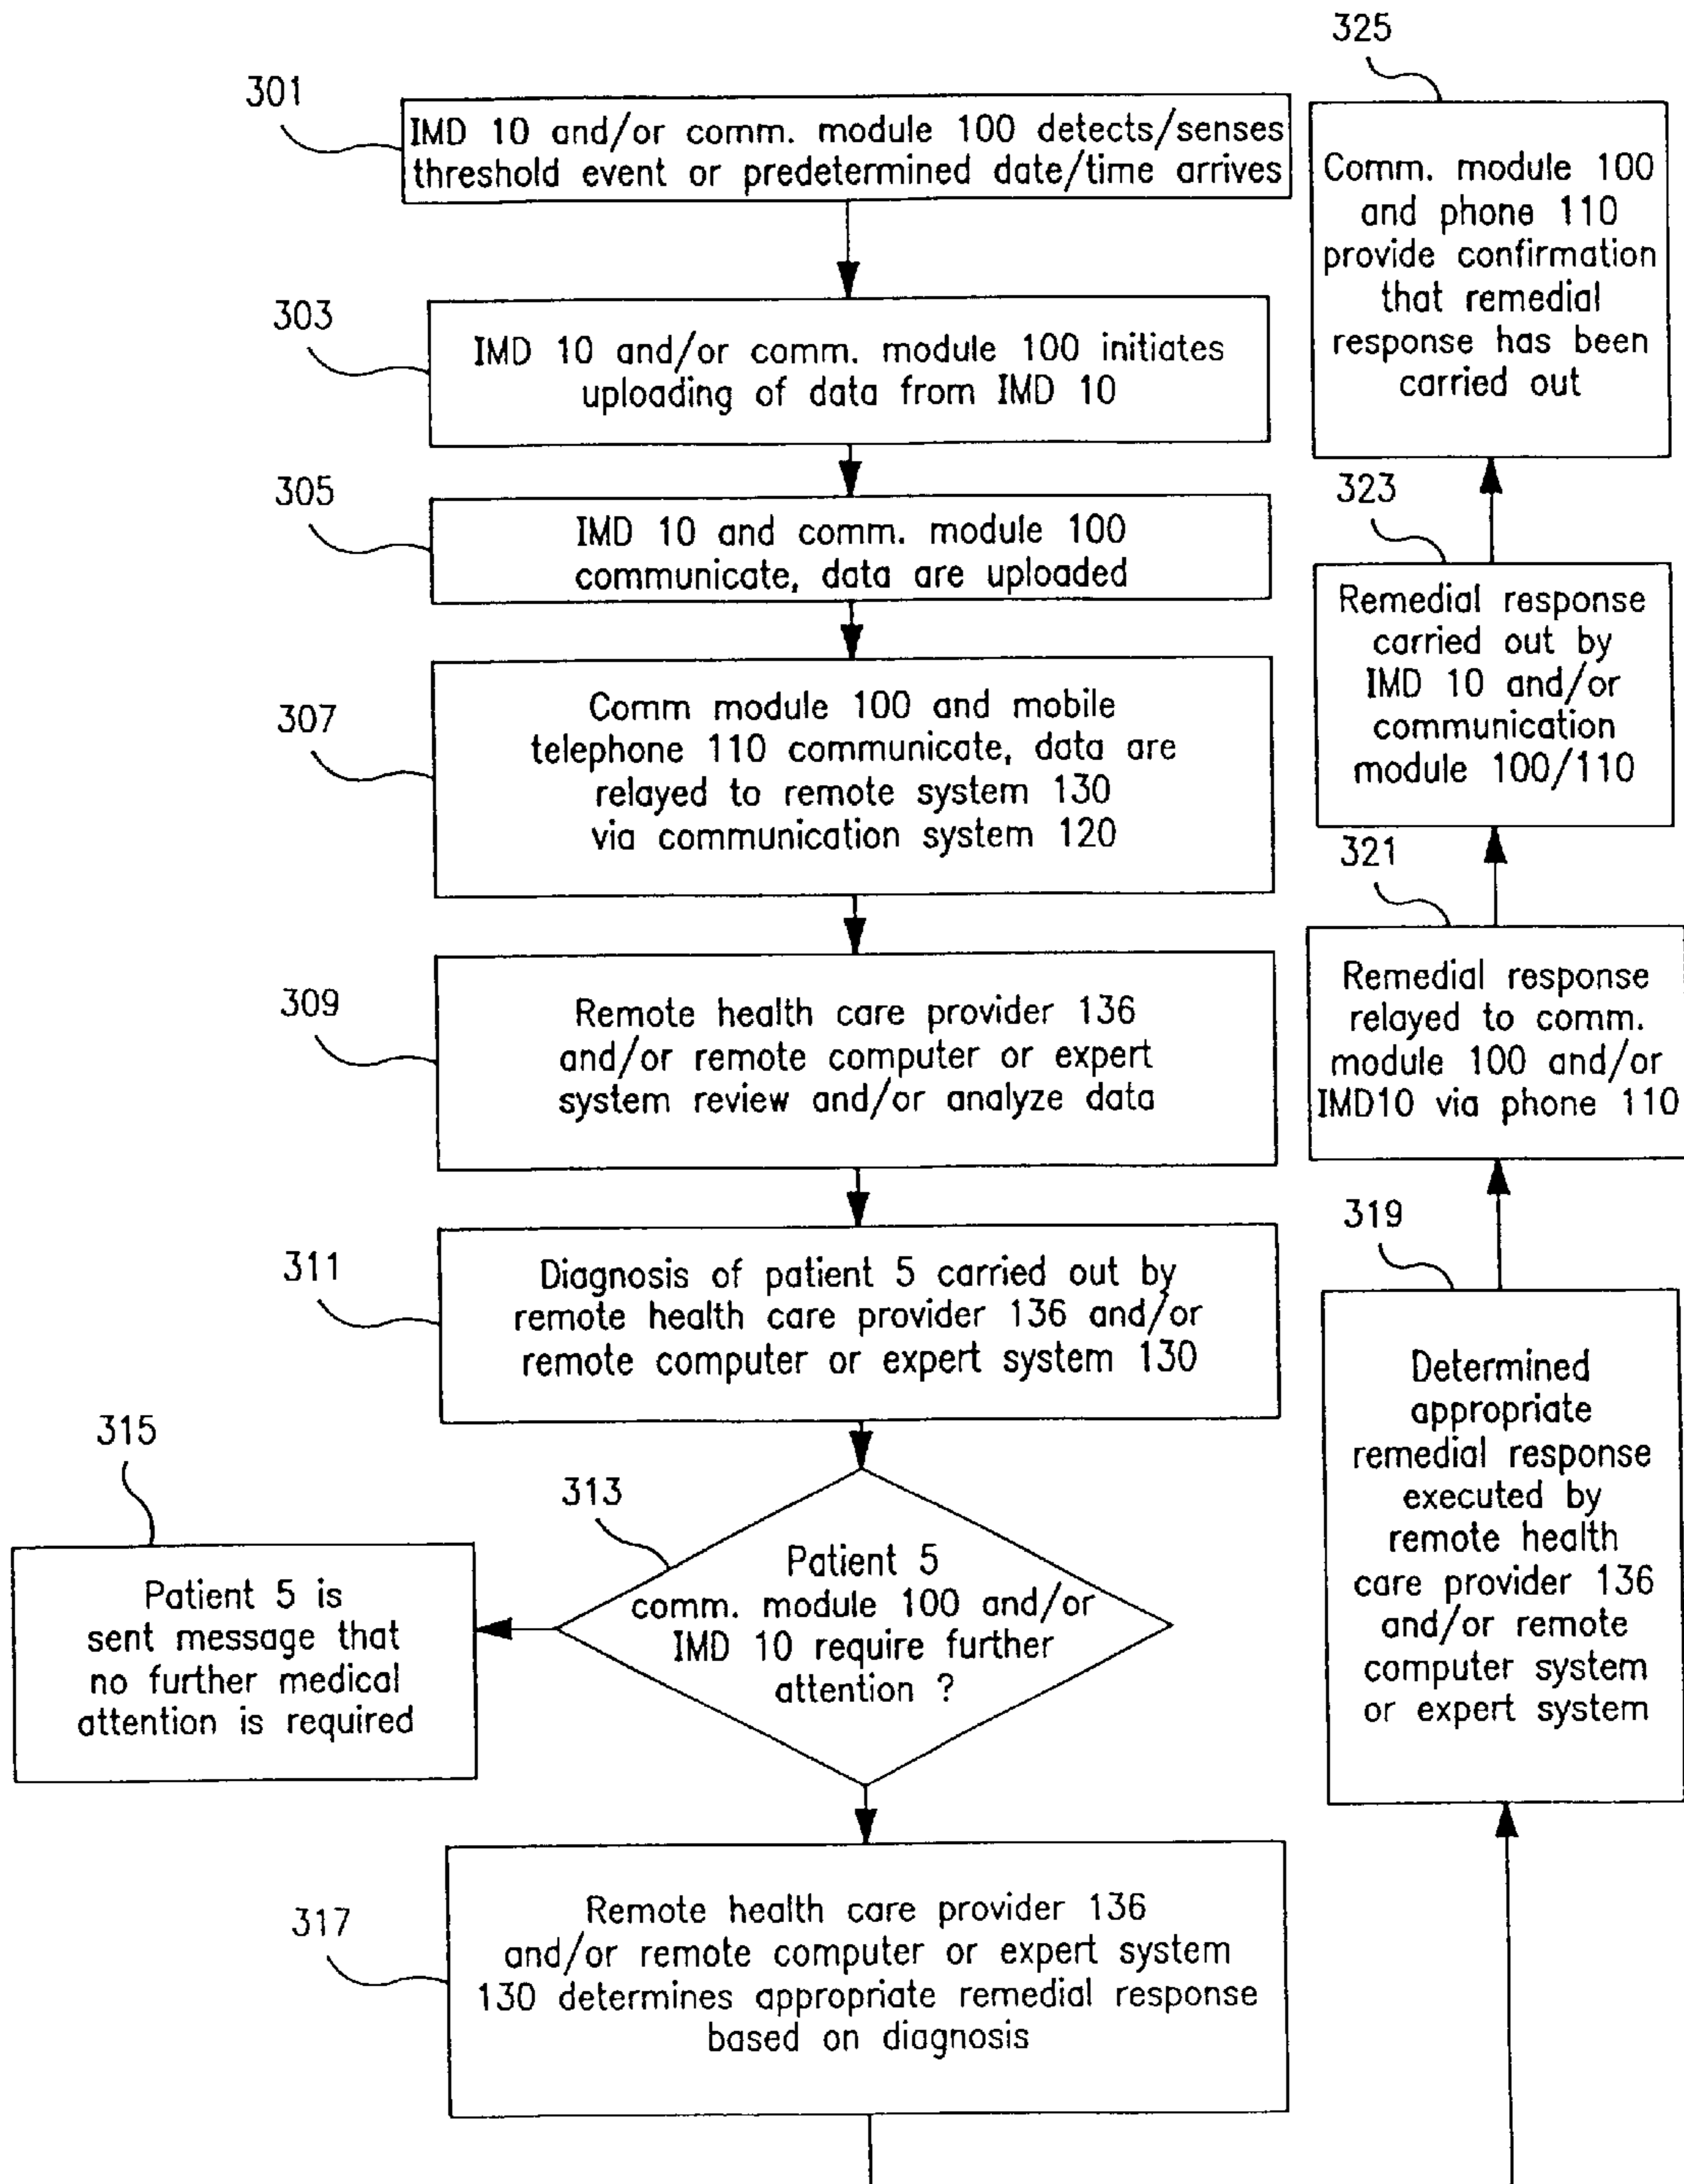 301
IMD 10 and/or comm. module 100 detects/senses
threshold event or predetermined date/time arrives
303
IMD 10 and/or comm. module 100 initiates
uploading of data from IMD 10
305
IMD 10 and comm. module 100
communicate, data are uploaded
307
Comm module 100 and mobile
telephone 110 communicate, data are
relayed to remote system 130
via communication system 120
309
Remote health care provider 136
and/or remote computer or expert
system review and/or analyze data
311
Diagnosis of patient 5 carried out by
remote health care provider 136 and/or
remote computer or expert system 130
313
Patient 5
comm. module 100 and/or
IMD 10 require further
attention ?
315
Patient 5 is
sent message that
no further medical
attention is required
317
Remote health care provider 136
and/or remote computer or expert system
130 determines appropriate remedial response
based on diagnosis
319
Determined
appropriate
remedial response
executed by
remote health
care provider 136
and/or remote
computer system
or expert system
321
Remedial response
relayed to comm.
module 100 and/or
IMD10 via phone 110
323
Remedial response
carried out by
IMD 10 and/or
communication
module 100/110
325
Comm. module 100
and phone 110
provide confirmation
that remedial
response has been
carried out